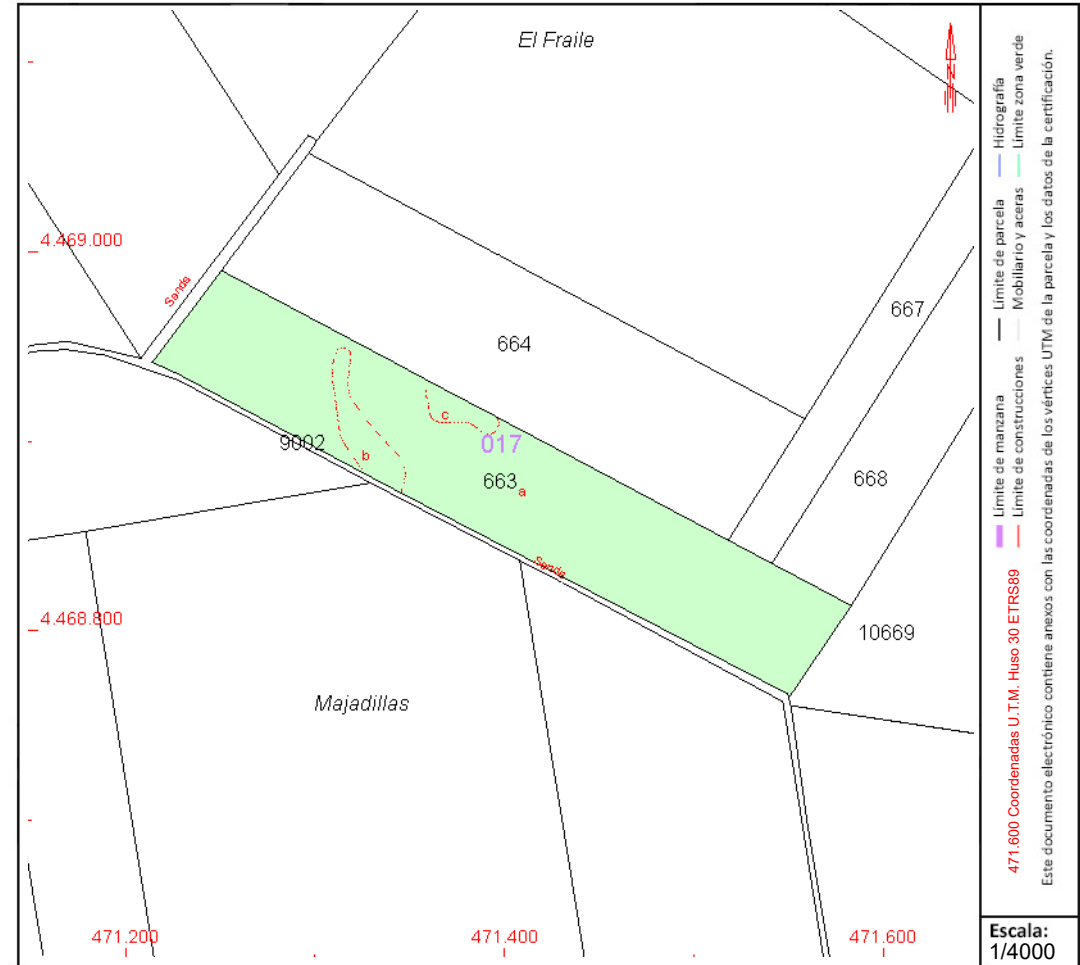 El Fraile
N
4.469.000
Senda
664
667
c
017
9002
b
663
a
668
Senda
4.468.800
10669
Majadillas
471.200
471.400
471.600
471.600 Coordenadas U.T.M. Huso 30 ETRS89
Límite de manzana
Límite de parcela
Hidrografía
Límite de construcciones
Mobiliario y aceras
Límite zona verde
Este documento electrónico contiene anexos con las coordenadas de los vértices UTM de la parcela y los datos de la certificación.
Escala:
1/4000